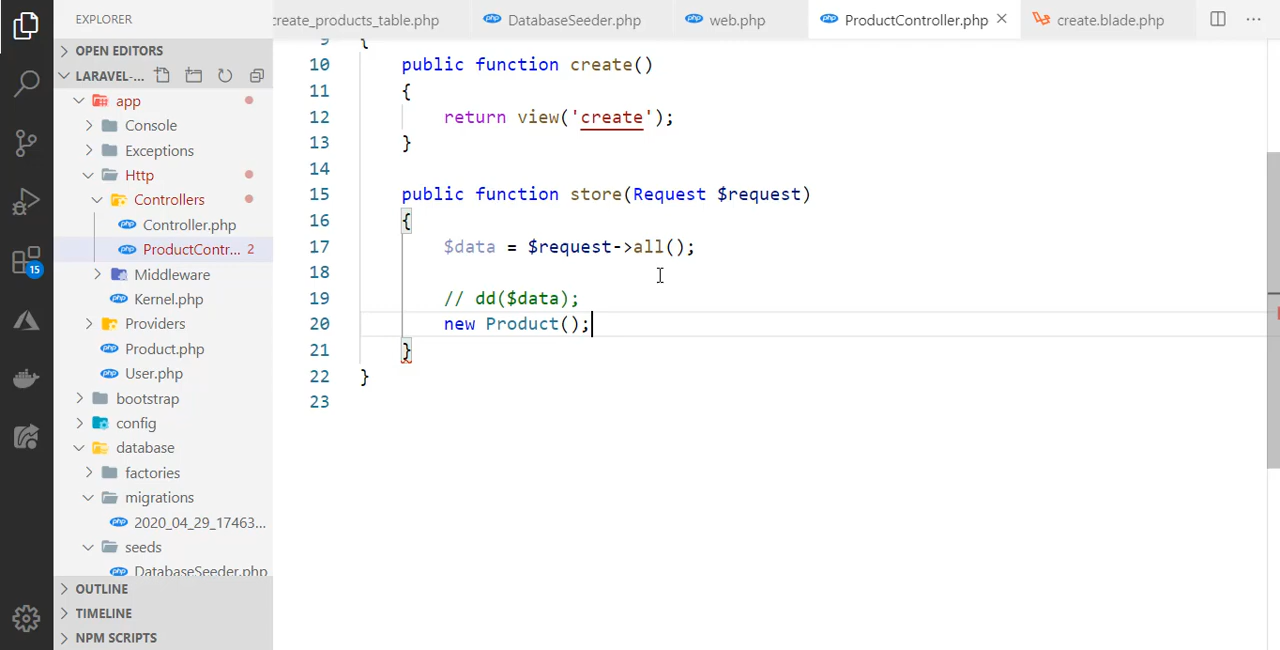 EXPLORER
create_products_table.php
DatabaseSeeder.php
web.php
ProductController.php
create.blade.php
OPEN EDITORS
LARAVEL-...
app
Console
Exceptions
Http
Controllers
Controller.php
ProductContr... 2
Middleware
Kernel.php
Providers
Product.php
User.php
bootstrap
config
database
factories
migrations
2020_04_29_17463...
seeds
DatabaseSeeder.php
OUTLINE
TIMELINE
NPM SCRIPTS
15
9 {
10 public function create()
11 {
12 return view('create');
13 }
14
15 public function store(Request $request)
16 {
17 $data = $request->all();
18
19 // dd($data);
20 new Product();
21 }
22 }
23